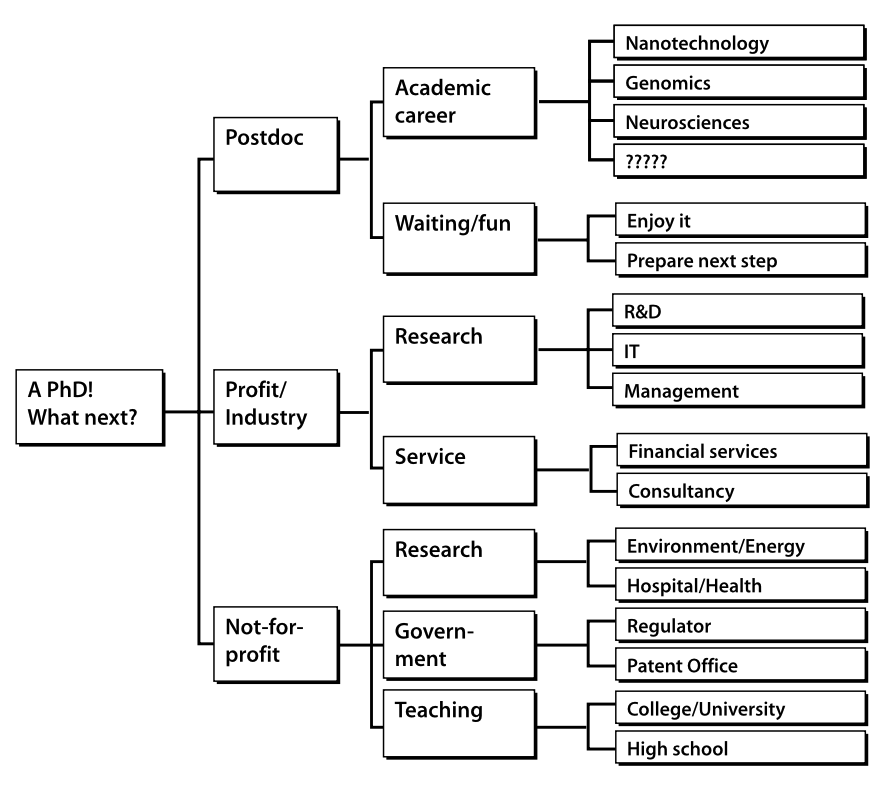 A PhD!
What next?
Postdoc
Academic
career
Nanotechnology
Genomics
Neurosciences
?????
Waiting/fun
Enjoy it
Prepare next step
Profit/
Industry
Research
R&D
IT
Management
Service
Financial services
Consultancy
Not-for-
profit
Research
Environment/Energy
Hospital/Health
Govern-
ment
Regulator
Patent Office
Teaching
College/University
High school